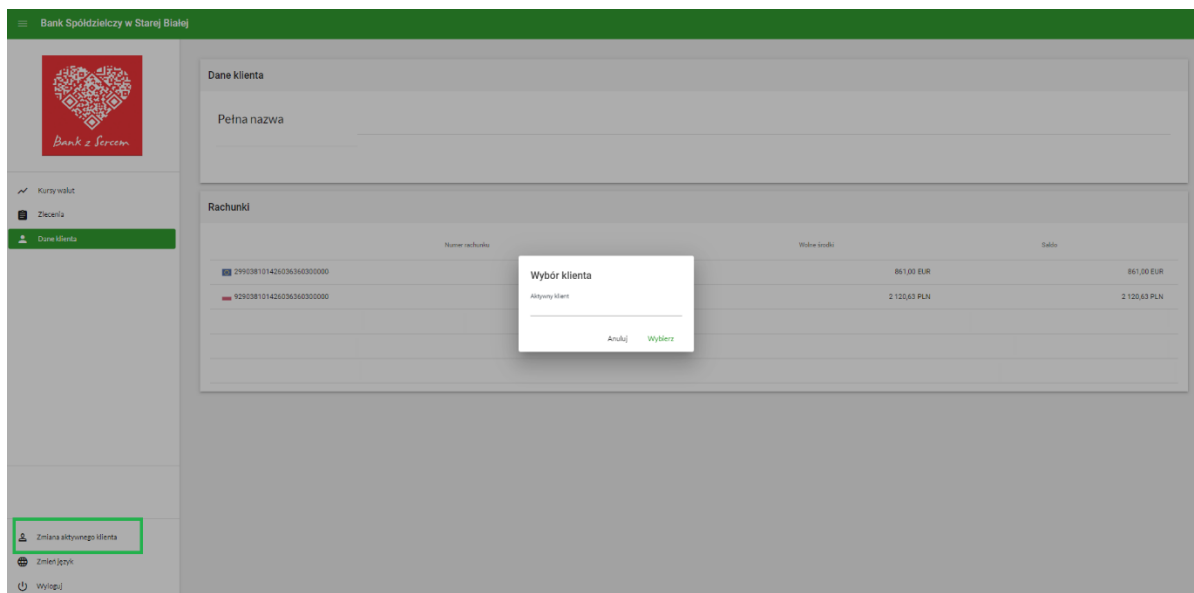 Bank Spółdzielczy w Starej Białej
Bank z Sercem
Kursy walut
Zlecenia
Dane klienta
Zmiana aktywnego klienta
Zmień język
Wyloguj
Dane klienta
Pełna nazwa
Rachunki
Numer rachunku Wolne środki Saldo
29903810142603636030000 861,00 EUR 861,00 EUR
92903810142603636030000 2 120,63 PLN 2 120,63 PLN
Wybór klienta
Aktywny klient
Anuluj Wybierz